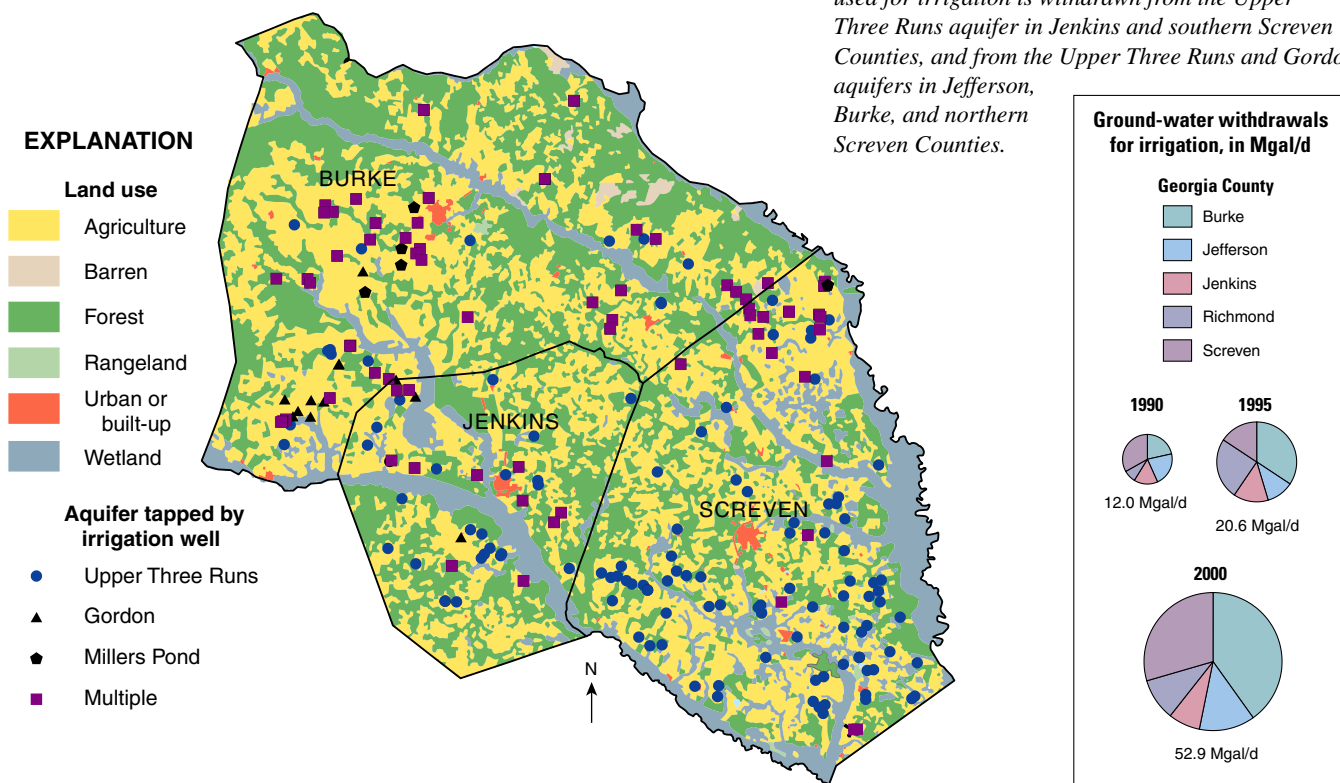 used for irrigation is withdrawn from the Upper
Three Runs aquifer in Jenkins and southern Screven
Counties, and from the Upper Three Runs and Gordo
aquifers in Jefferson,
Burke, and northern
Screven Counties.
EXPLANATION
Land use
Agriculture
Barren
Forest
Rangeland
Urban or
built-up
Wetland
Aquifer tapped by
irrigation well
Upper Three Runs
Gordon
Millers Pond
Multiple
BURKE
JENKINS
SCREVEN
N
Ground-water withdrawals
for irrigation, in Mgal/d
Georgia County
Burke
Jefferson
Jenkins
Richmond
Screven
1990
12.0 Mgal/d
1995
20.6 Mgal/d
2000
52.9 Mgal/d